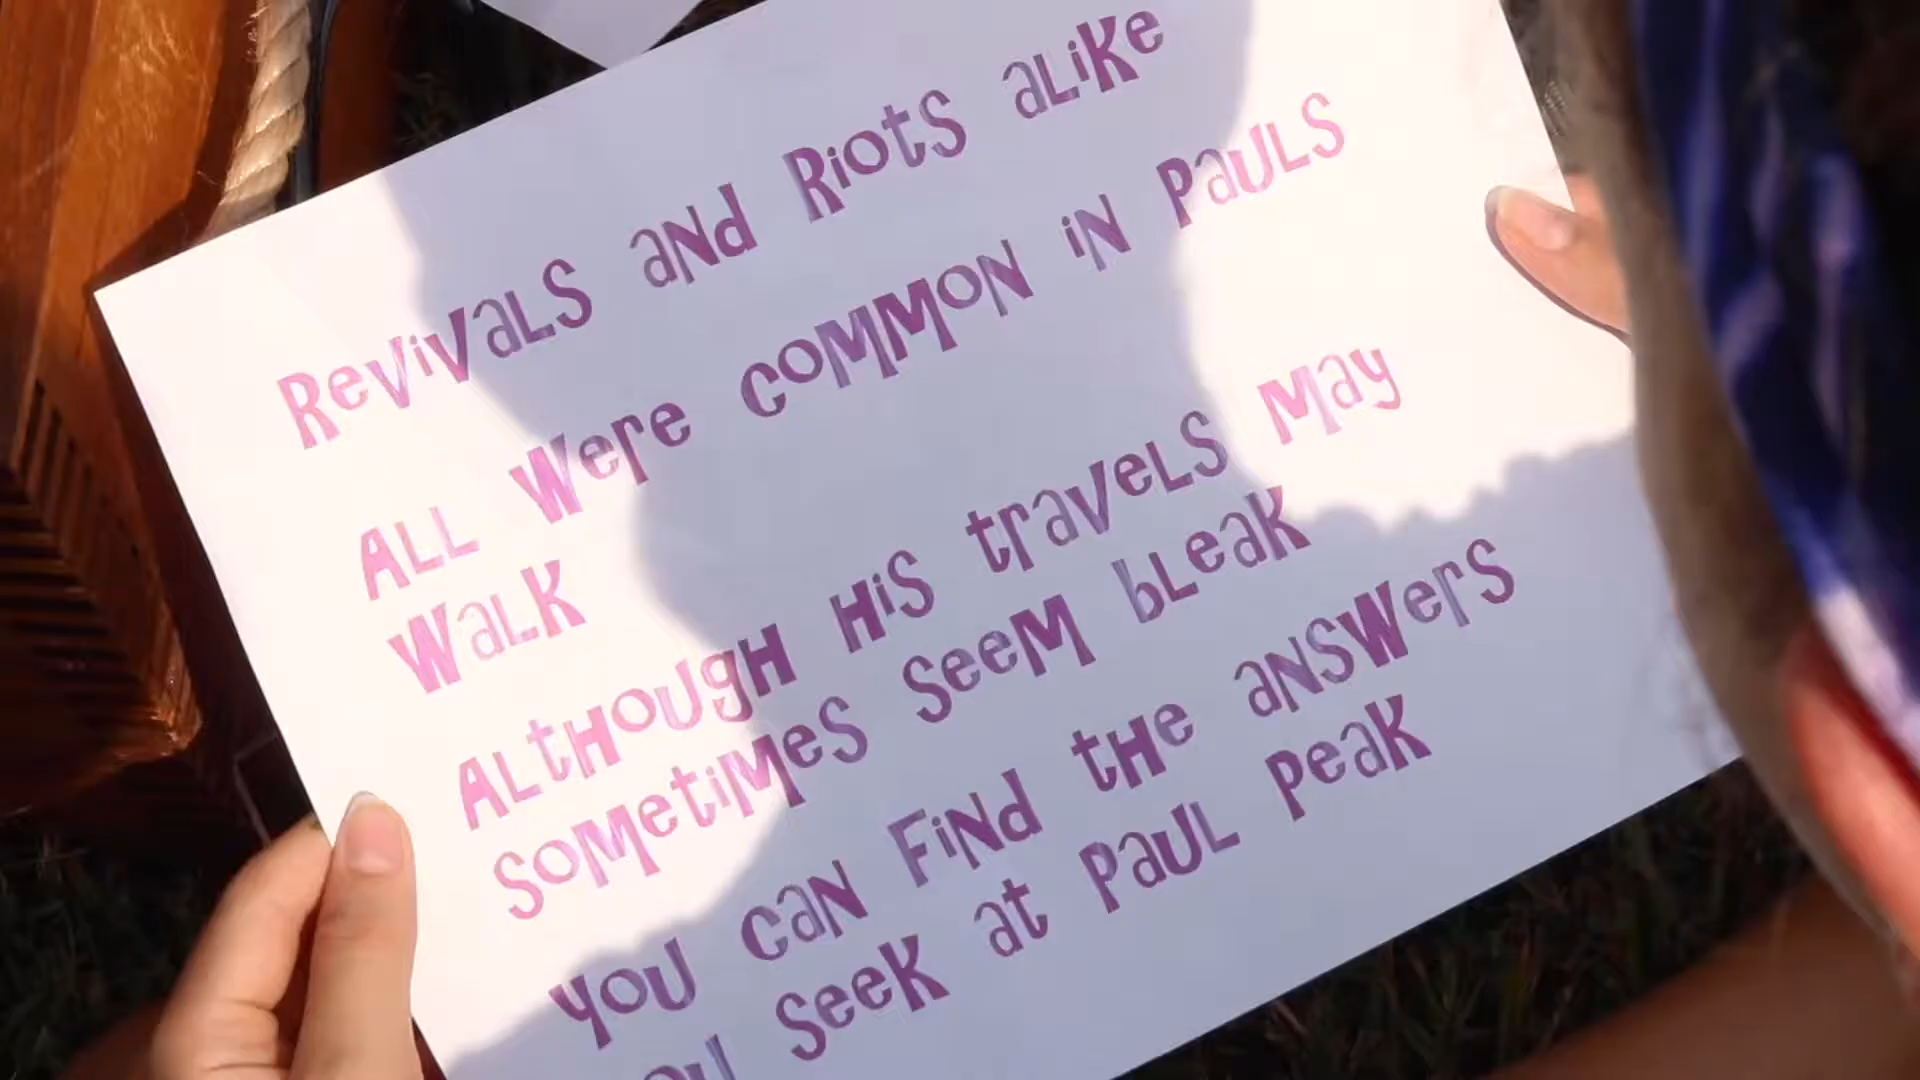 Revivals and Riots alike
All were common in Pauls
Walk
Although his travels may
sometimes seem bleak
you can find the answers
you seek at Paul Peak